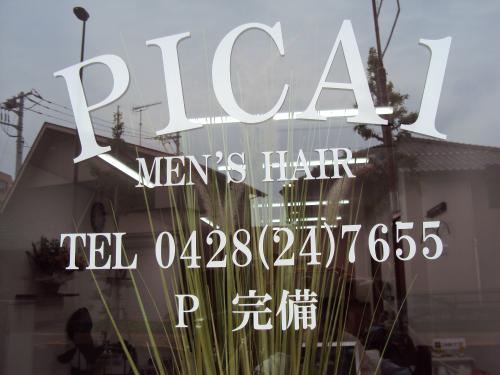 PICA1
MEN'S HAIR
TEL 0428(24)7655
P 完備